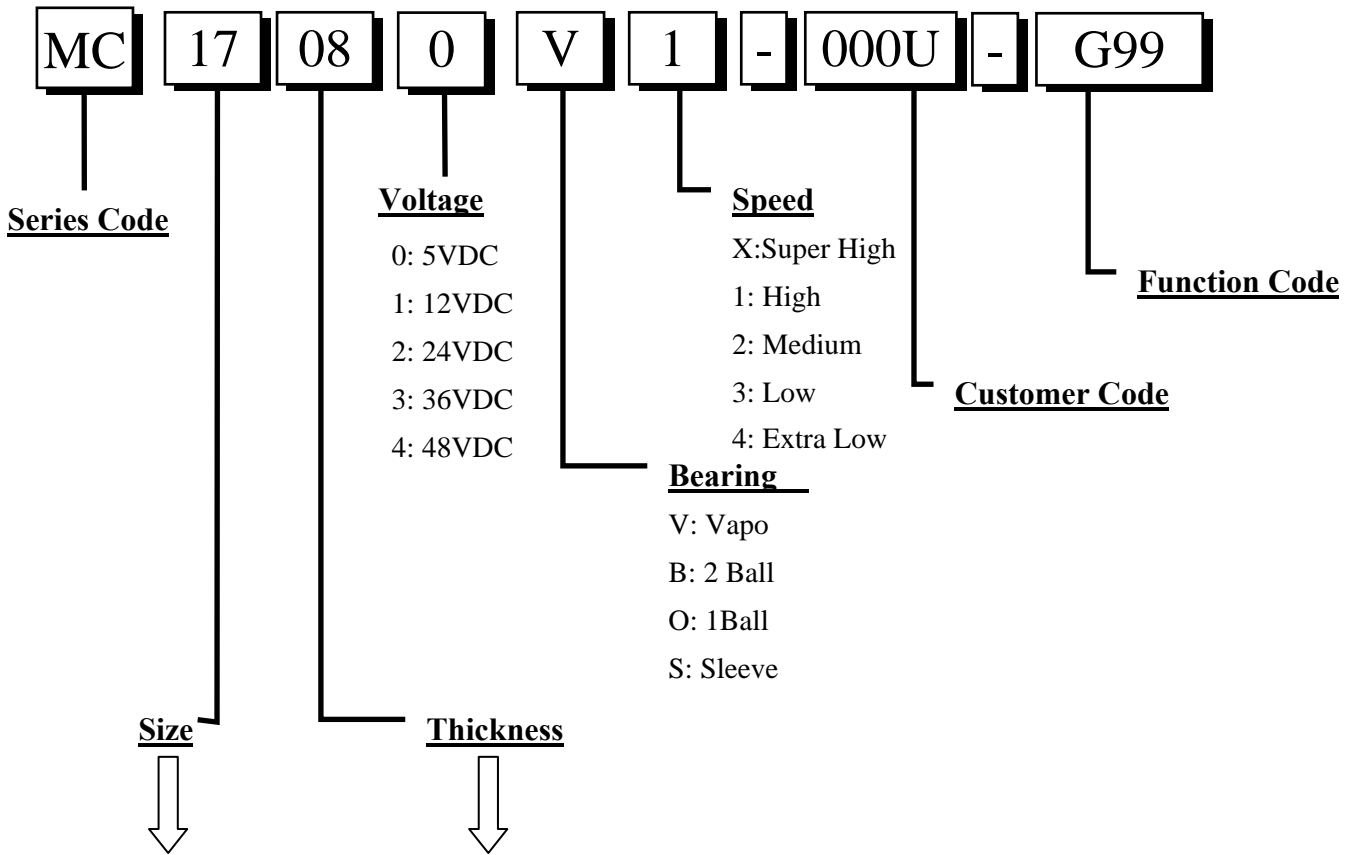 MC 17 08 0 V 1 - 000U - G99
Series Code
Voltage
0: 5VDC
1: 12VDC
2: 24VDC
3: 36VDC
4: 48VDC
Speed
X:Super High
1: High
2: Medium
3: Low
4: Extra Low
Function Code
Customer Code
Bearing
V: Vapo
B: 2 Ball
O: 1Ball
S: Sleeve
Size
Thickness